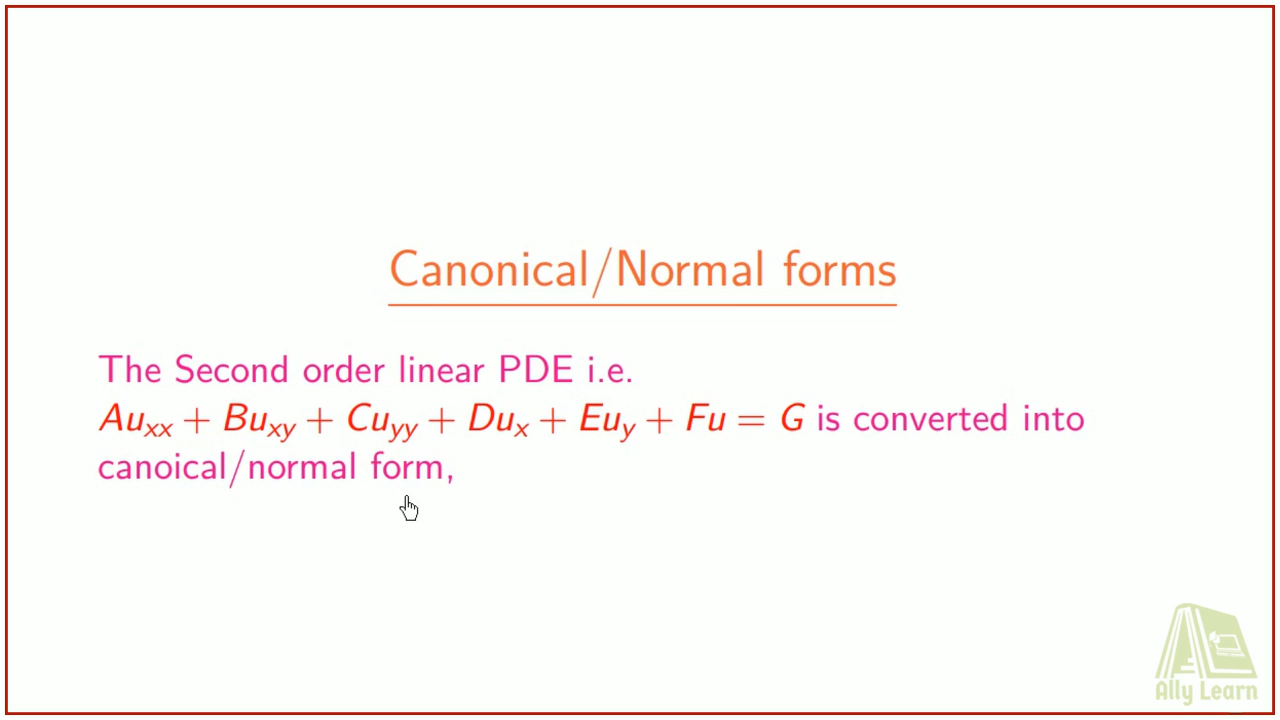 Canonical/Normal forms
The Second order linear PDE i.e.
Au_xx + Bu_xy + Cu_yy + Du_x + Eu_y + Fu = G is converted into
canoical/normal form,
Ally Learn